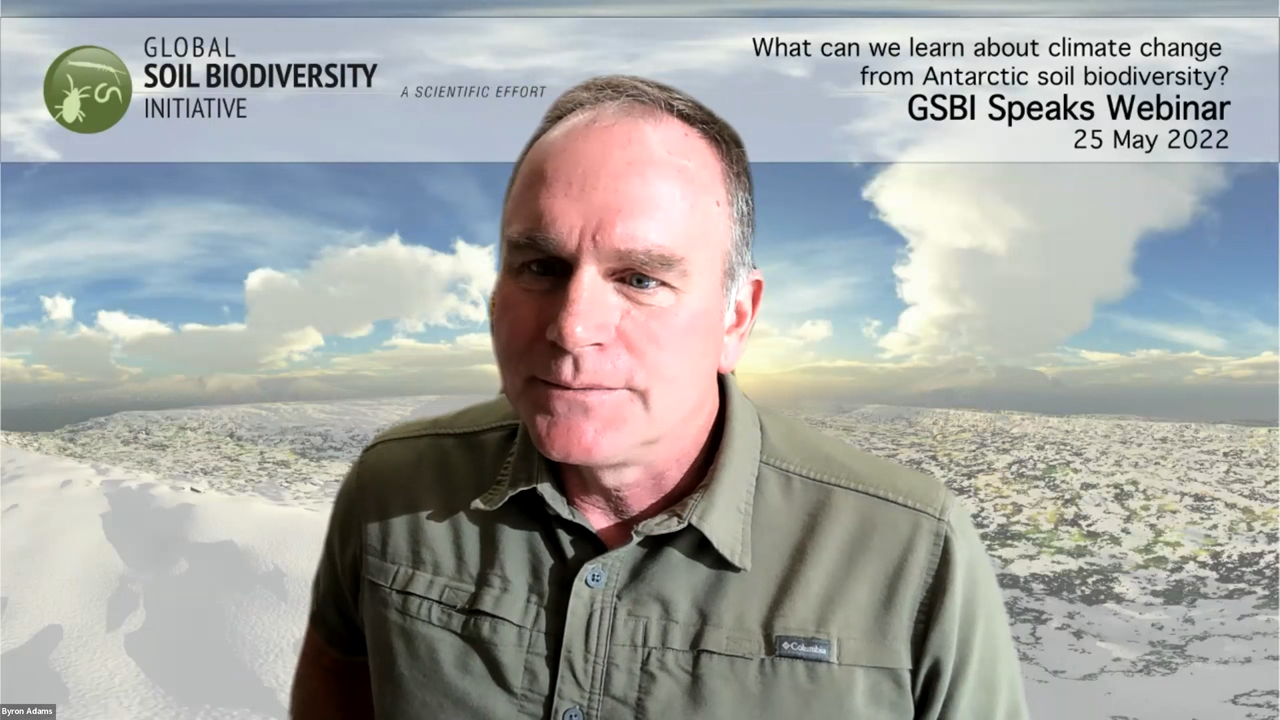 GLOBAL
SOIL BIODIVERSITY
INITIATIVE
A SCIENTIFIC EFFORT
What can we learn about climate change
from Antarctic soil biodiversity?
GSBI Speaks Webinar
25 May 2022
Columbia
Byron Adams